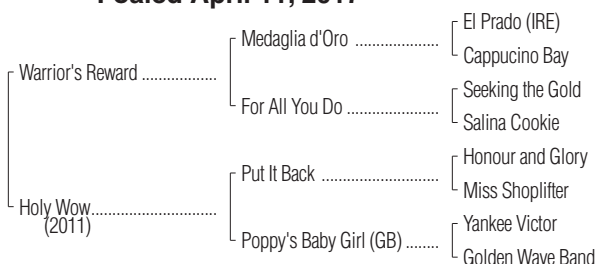 Foaled April 11, 2017
El Prado (IRE)
Medaglia d'Oro ....................
Cappucino Bay
Warrior's Reward .................
Seeking the Gold
For All You Do .....................
Salina Cookie
Honour and Glory
Put It Back ...........................
Miss Shoplifter
Holy Wow.............................
(2011)
Yankee Victor
Poppy's Baby Girl (GB) ........
Golden Wave Band